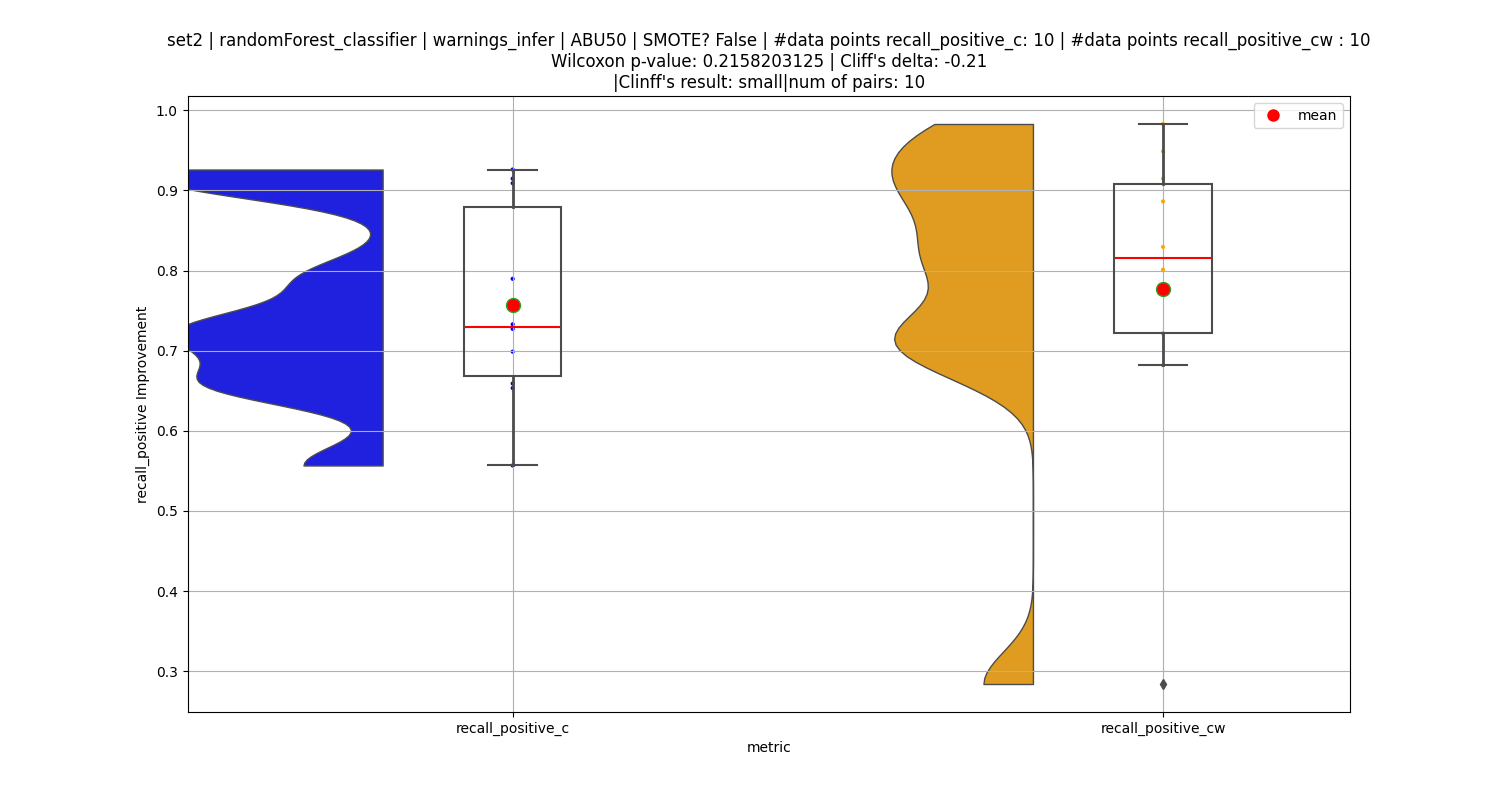 set2 | randomForest_classifier | warnings_infer | ABU50 | SMOTE? False | #data points recall_positive_c: 10 | #data points recall_positive_cw : 10
Wilcoxon p-value: 0.2158203125 | Cliff's delta: -0.21
|Clinff's result: small|num of pairs: 10
mean
recall_positive Improvement
1.0
0.9
0.8
0.7
0.6
0.5
0.4
0.3
recall_positive_c
recall_positive_cw
metric